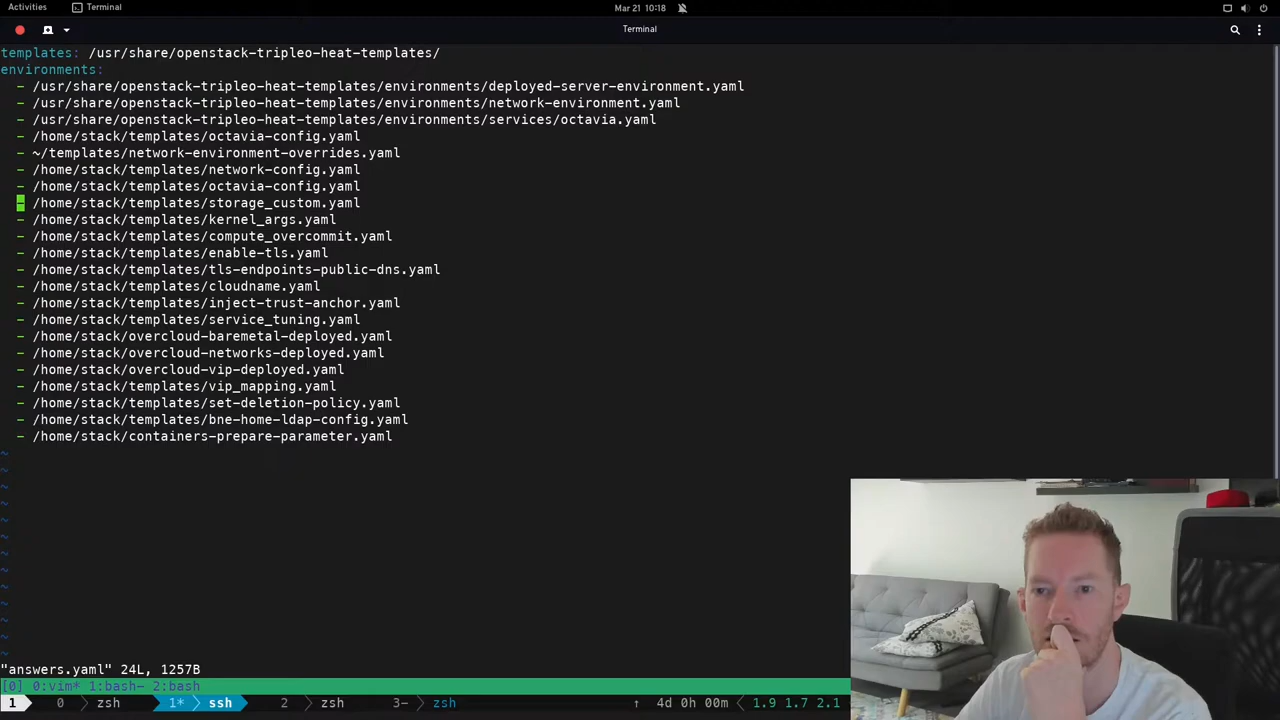 Activities Terminal Mar 21 10:18
Terminal
templates: /usr/share/openstack-tripleo-heat-templates/
environments:
- /usr/share/openstack-tripleo-heat-templates/environments/deployed-server-environment.yaml
- /usr/share/openstack-tripleo-heat-templates/environments/network-environment.yaml
- /usr/share/openstack-tripleo-heat-templates/environments/services/octavia.yaml
- /home/stack/templates/octavia-config.yaml
- ~/templates/network-environment-overrides.yaml
- /home/stack/templates/network-config.yaml
- /home/stack/templates/octavia-config.yaml
- /home/stack/templates/storage_custom.yaml
- /home/stack/templates/kernel_args.yaml
- /home/stack/templates/compute_overcommit.yaml
- /home/stack/templates/enable-tls.yaml
- /home/stack/templates/tls-endpoints-public-dns.yaml
- /home/stack/templates/cloudname.yaml
- /home/stack/templates/inject-trust-anchor.yaml
- /home/stack/templates/service_tuning.yaml
- /home/stack/overcloud-baremetal-deployed.yaml
- /home/stack/overcloud-networks-deployed.yaml
- /home/stack/overcloud-vip-deployed.yaml
- /home/stack/templates/vip_mapping.yaml
- /home/stack/templates/set-deletion-policy.yaml
- /home/stack/templates/bne-home-ldap-config.yaml
- /home/stack/containers-prepare-parameter.yaml
~
~
~
~
~
~
~
~
~
~
~
~
~
"answers.yaml" 24L, 1257B
[0] 0:vim* 1:bash- 2:bash
1 0 zsh 1* ssh 2 zsh 3- zsh ↑ 4d 0h 00m 1.9 1.7 2.1